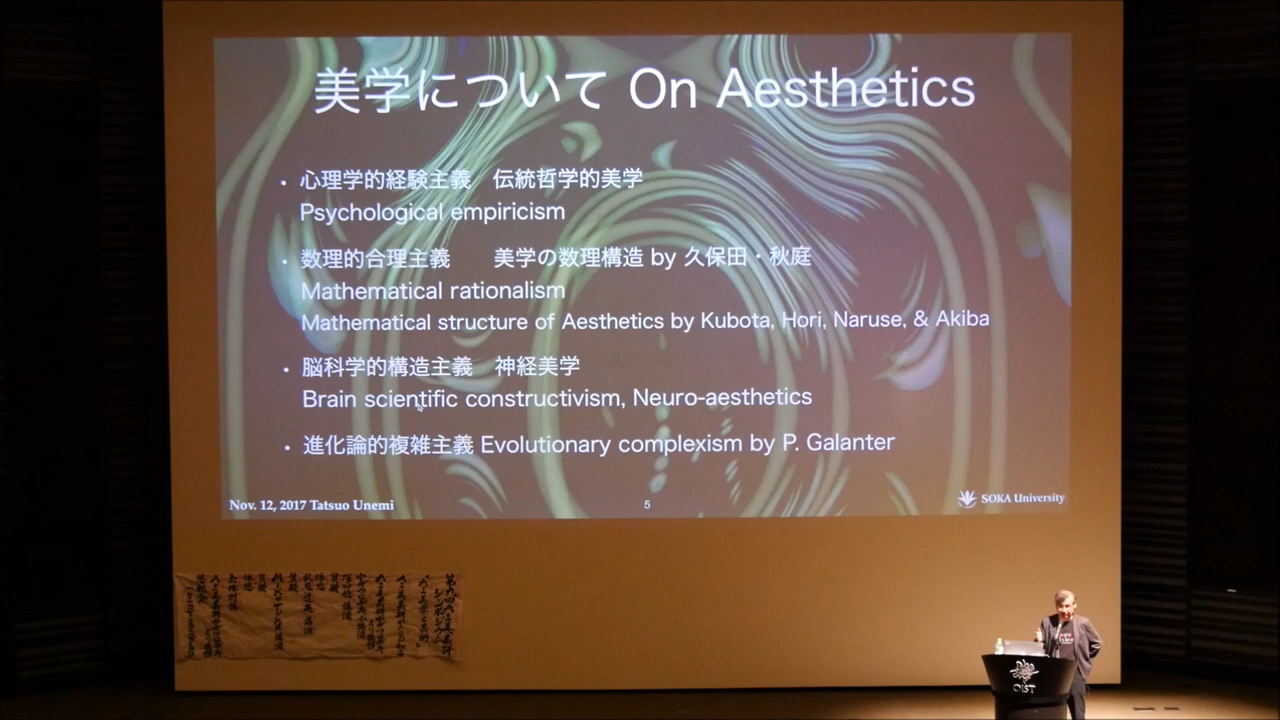 美学について On Aesthetics
・心理学的経験主義 伝統哲学的美学
Psychological empiricism
・数理的合理主義 美学の数理構造 by 久保田・秋庭
Mathematical rationalism
Mathematical structure of Aesthetics by Kubota, Hori, Naruse, & Akiba
・脳科学的構造主義 神経美学
Brain scientific constructivism, Neuro-aesthetics
・進化論的複雑主義 Evolutionary complexism by P. Galanter
Nov. 12, 2017 Tatsuo Unemi
5
SOKA University
OIST